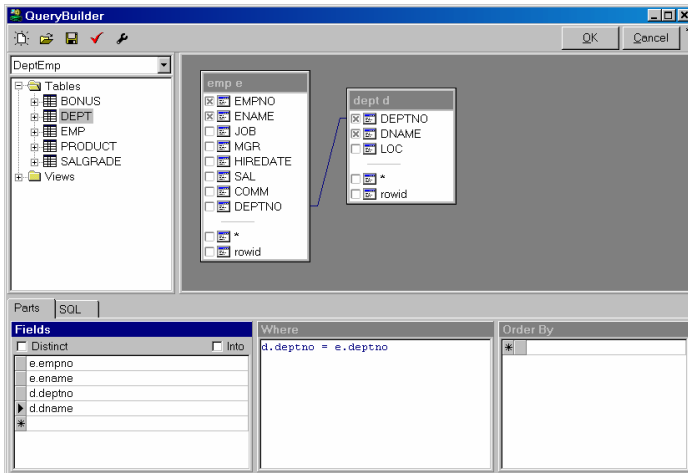 QueryBuilder
OK
Cancel
DeptEmp
Tables
BONUS
DEPT
EMP
PRODUCT
SALGRADE
Views
emp e
EMPNO
ENAME
JOB
MGR
HIREDATE
SAL
COMM
DEPTNO
*
rowid
dept d
DEPTNO
DNAME
LOC
*
rowid
Parts
SQL
Fields
Distinct
Into
e.empno
e.ename
d.deptno
d.dname
Where
d.deptno = e.deptno
Order By